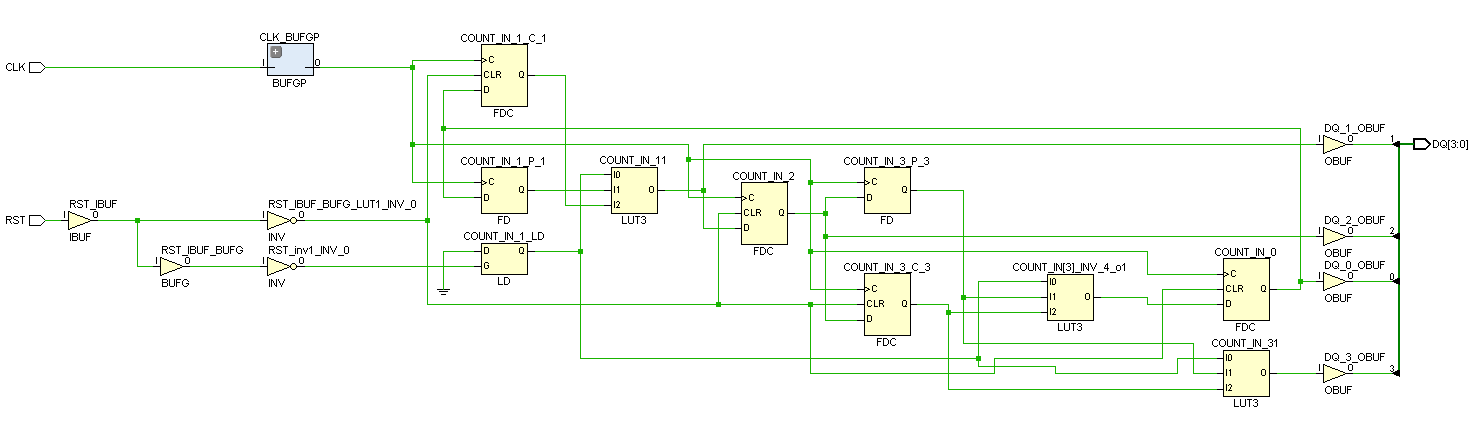 CLK
CLK_BUFGP
I
O
BUFGP
COUNT_IN_1_C_1
C
CLR
Q
D
FDC
COUNT_IN_1_P_1
C
Q
D
FD
COUNT_IN_11
I0
I1
O
I2
LUT3
COUNT_IN_2
C
CLR
Q
D
FDC
COUNT_IN_3_P_3
C
Q
D
FD
DQ_1_OBUF
I
O
OBUF
1
DQ[3:0]
RST
RST_IBUF
I
O
IBUF
RST_IBUF_BUFG_LUT1_INV_0
I
O
INV
RST_IBUF_BUFG
I
O
BUFG
RST_inv1_INV_0
I
O
INV
COUNT_IN_1_LD
D
Q
G
LD
COUNT_IN_3_C_3
C
CLR
Q
D
FDC
COUNT_IN[3]_INV_4_o1
I0
I1
O
I2
LUT3
COUNT_IN_0
C
CLR
Q
D
FDC
DQ_2_OBUF
I
O
OBUF
2
DQ_0_OBUF
I
O
OBUF
0
COUNT_IN_31
I0
I1
O
I2
LUT3
DQ_3_OBUF
I
O
OBUF
3